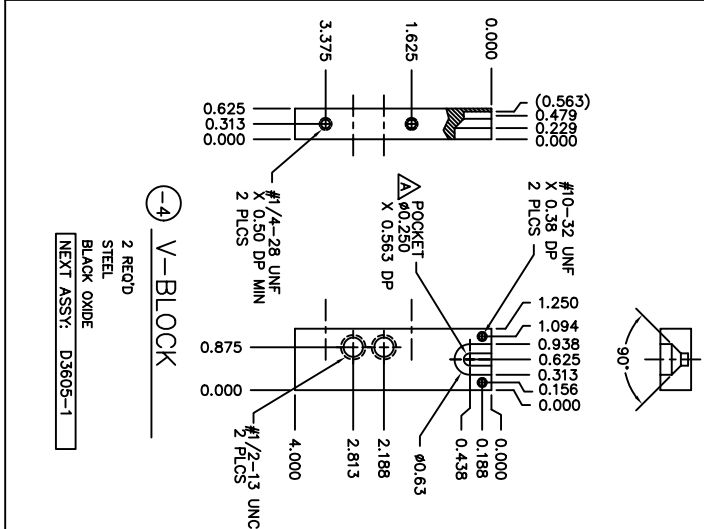 3.375
1.625
0.000
0.625
0.313
0.000
(0.563)
0.479
0.229
0.000
#1/4-28 UNF
X 0.50 DP MIN
2 PLCS
A
POCKET
ø0.250
X 0.563 DP
#10-32 UNF
X 0.38 DP
2 PLCS
1.250
1.094
0.938
0.625
0.313
0.156
0.000
90°
0.875
0.000
4.000
2.813
2.188
ø0.63
0.438
0.188
0.000
#1/2-13 UNC
2 PLCS
-4
V-BLOCK
2 REQ'D
STEEL
BLACK OXIDE
NEXT ASSY: D3605-1